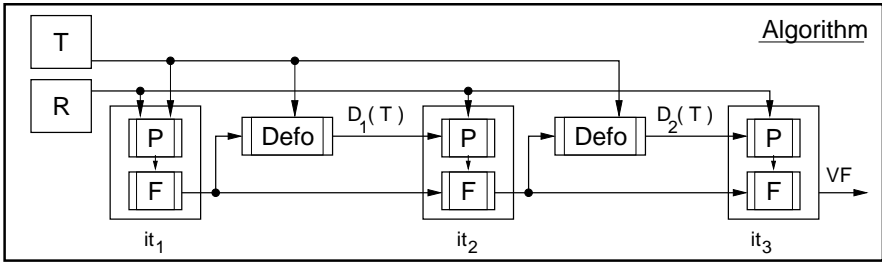 T
Algorithm
R
P
Defo
D1(T)
P
Defo
D2(T)
P
F
F
F
VF
it1
it2
it3